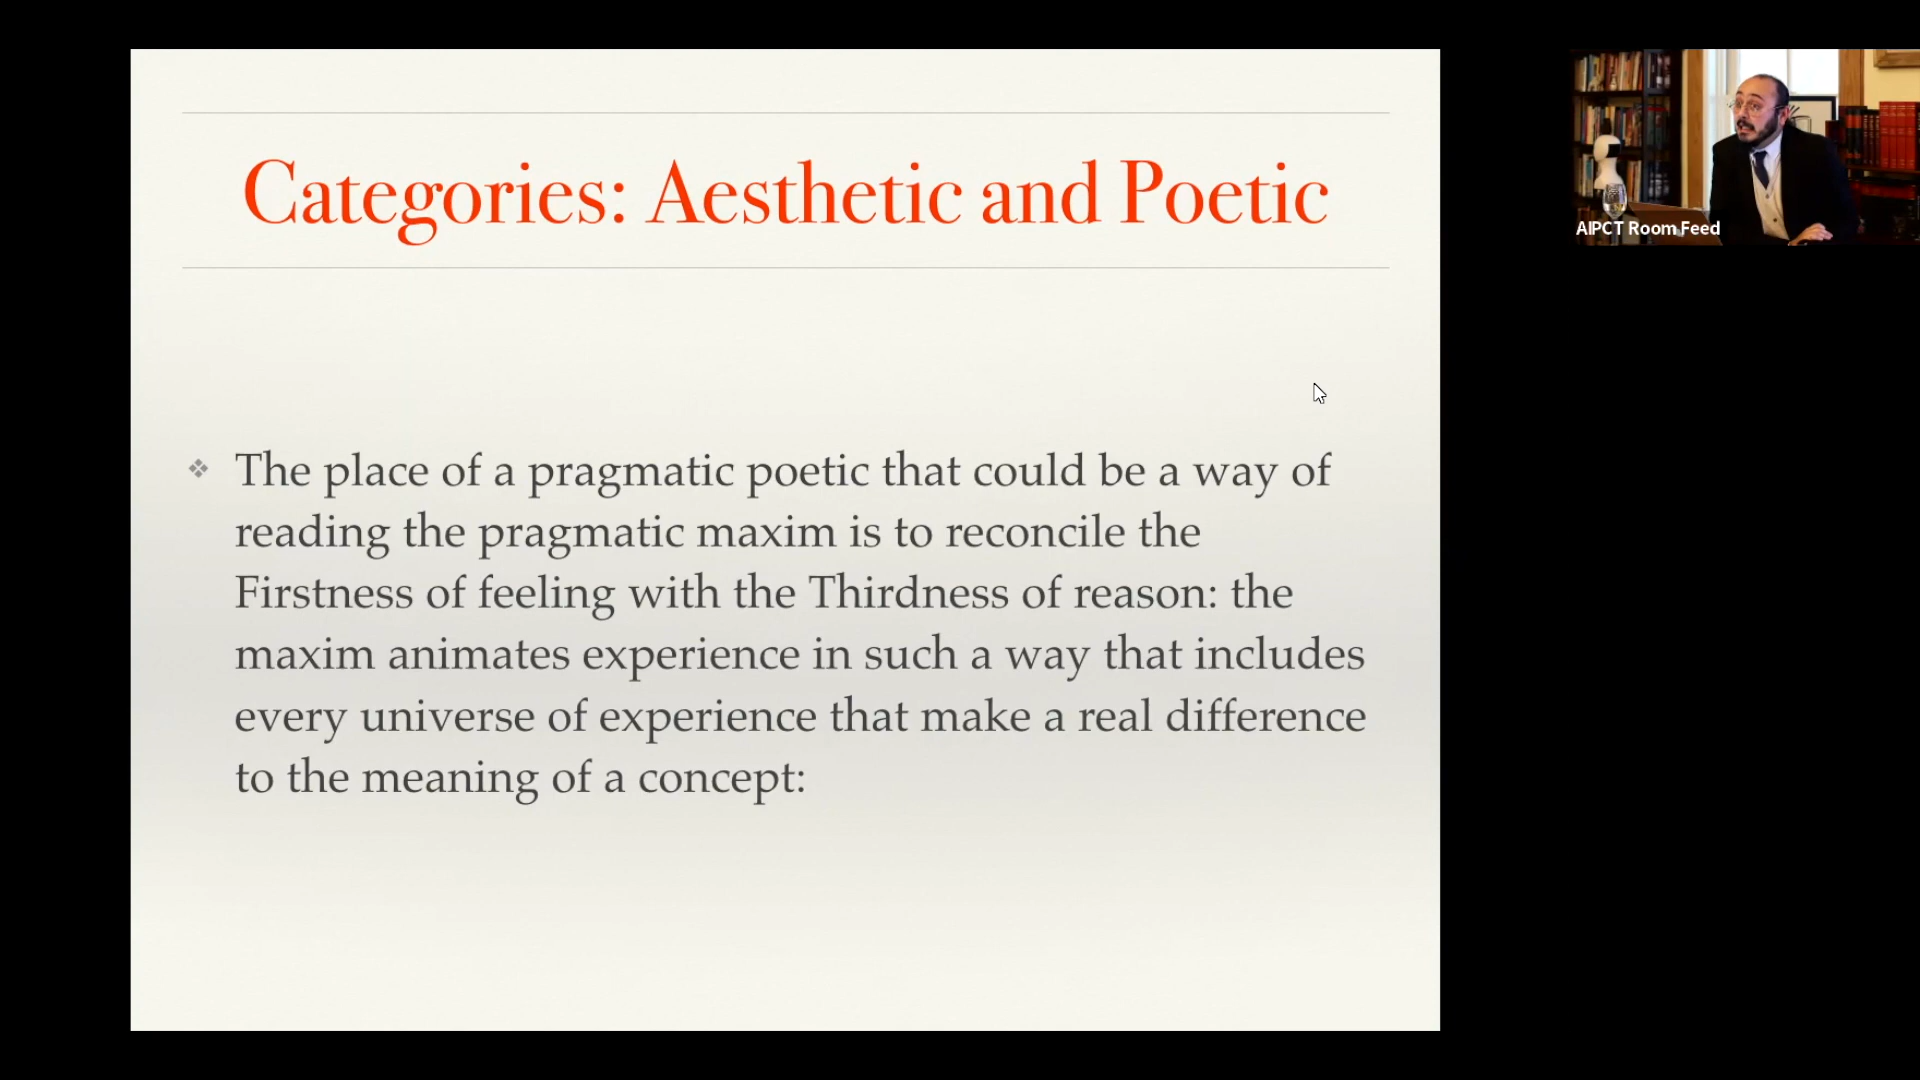 Categories: Aesthetic and Poetic
The place of a pragmatic poetic that could be a way of
reading the pragmatic maxim is to reconcile the
Firstness of feeling with the Thirdness of reason: the
maxim animates experience in such a way that includes
every universe of experience that make a real difference
to the meaning of a concept:
AIPCT Room Feed